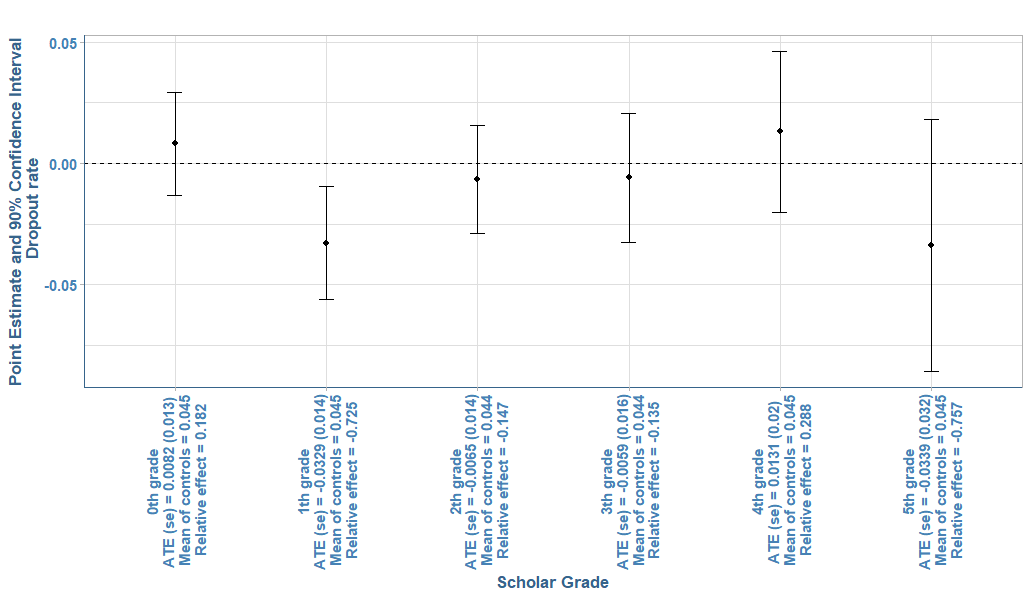 Point Estimate and 90% Confidence Interval
Dropout rate
0.05
0.00
-0.05
0th grade
ATE (se) = 0.0082 (0.013)
Mean of controls = 0.045
Relative effect = 0.182
1th grade
ATE (se) = -0.0329 (0.014)
Mean of controls = 0.045
Relative effect = -0.725
2th grade
ATE (se) = -0.0065 (0.014)
Mean of controls = 0.044
Relative effect = -0.147
3th grade
ATE (se) = -0.0059 (0.016)
Mean of controls = 0.044
Relative effect = -0.135
4th grade
ATE (se) = 0.0131 (0.02)
Mean of controls = 0.045
Relative effect = 0.288
5th grade
ATE (se) = -0.0339 (0.032)
Mean of controls = 0.045
Relative effect = -0.757
Scholar Grade